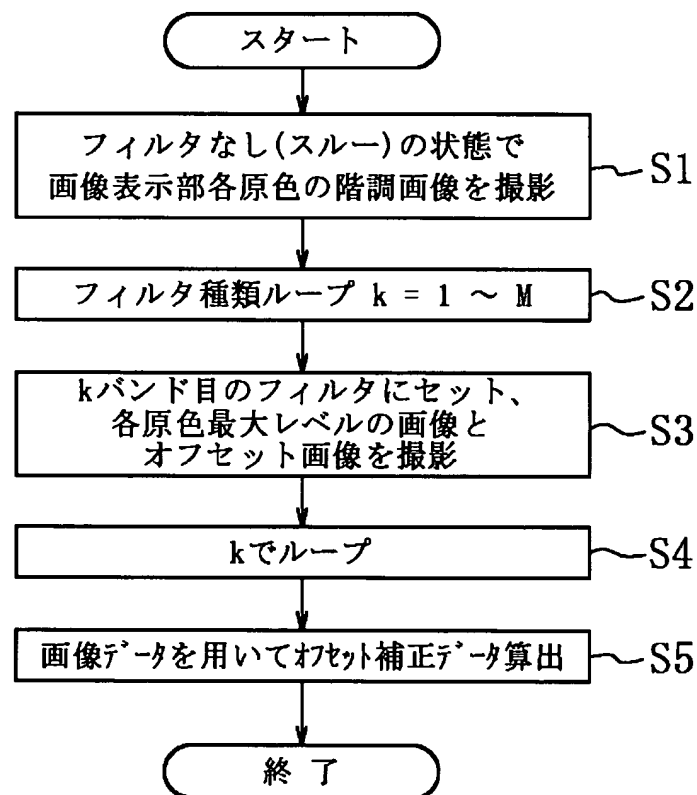 スタート
フィルタなし(スルー)の状態で
画像表示部各原色の階調画像を撮影
S1
フィルタ種類ループ k = 1 ～ M
S2
kバンド目のフィルタにセット、
各原色最大レベルの画像と
オフセット画像を撮影
S3
kでループ
S4
画像ﾃﾞｰﾀを用いてｵﾌｾｯﾄ補正ﾃﾞｰﾀ算出
S5
終 了